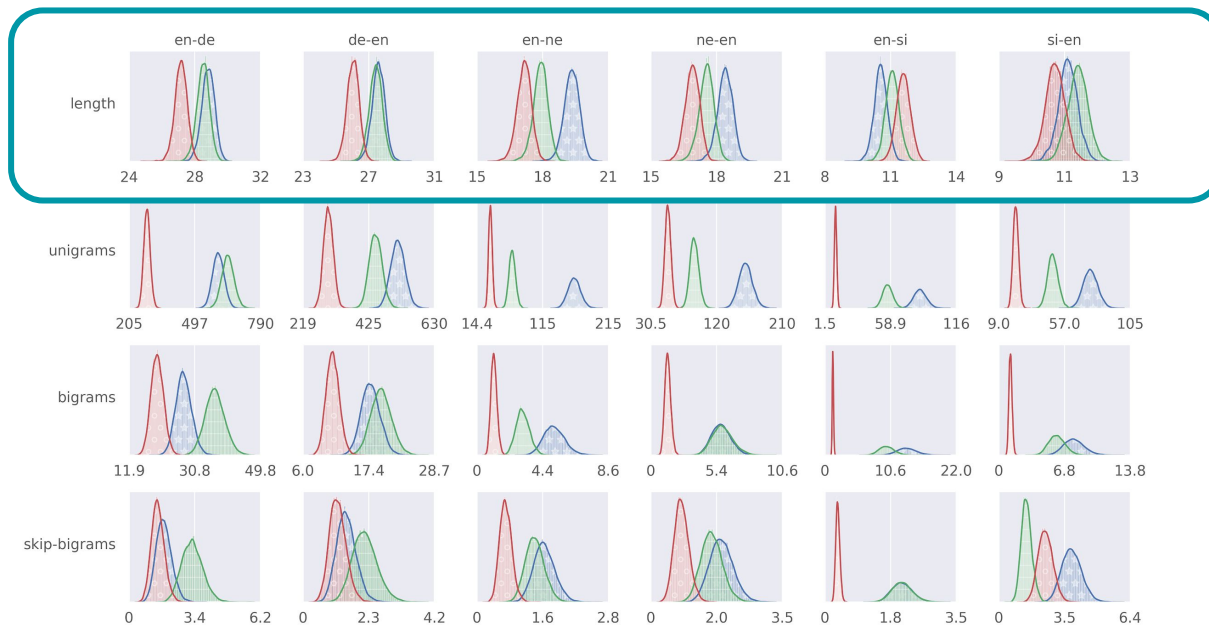 en-de de-en en-ne ne-en en-si si-en
length
24 28 32 23 27 31 15 18 21 15 18 21 8 11 14 9 11 13
unigrams
205 497 790 219 425 630 14.4 115 215 30.5 120 210 1.5 58.9 116 9.0 57.0 105
bigrams
11.9 30.8 49.8 6.0 17.4 28.7 0 4.4 8.6 0 5.4 10.6 0 10.6 22.0 0 6.8 13.8
skip-bigrams
0 3.4 6.2 0 2.3 4.2 0 1.6 2.8 0 2.0 3.5 0 1.8 3.5 0 3.5 6.4